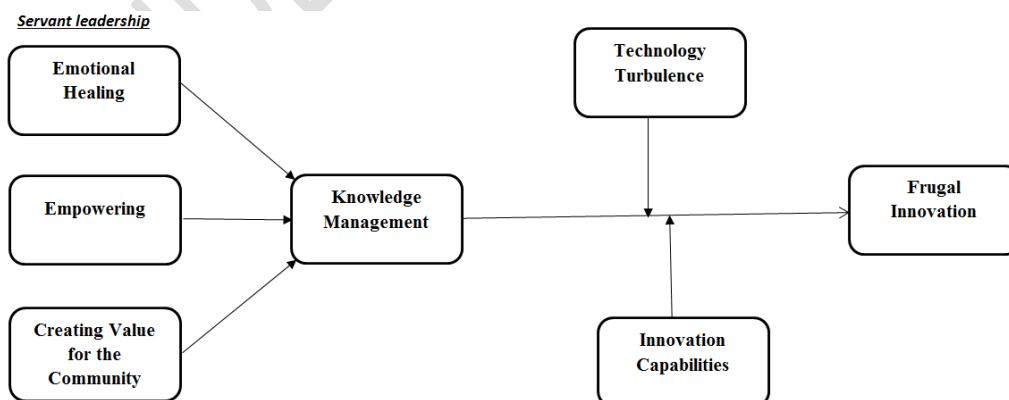 Servant leadership
Emotional
Healing
Technology
Turbulence
Empowering
Knowledge
Management
Frugal
Innovation
Creating Value
for the
Community
Innovation
Capabilities